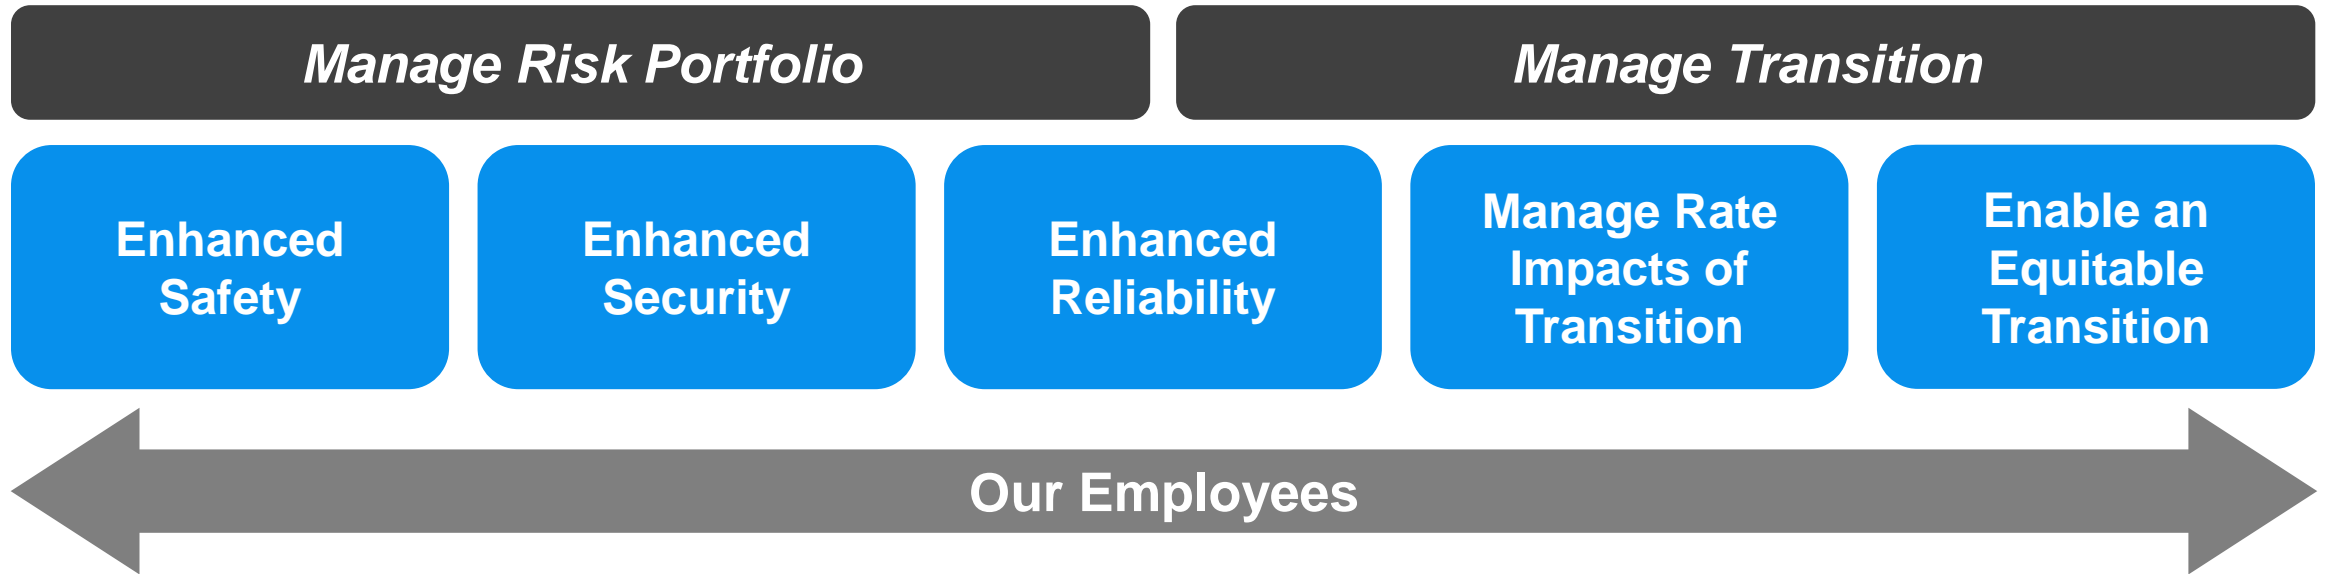 Manage Risk Portfolio
Manage Transition
Enhanced
Safety
Enhanced
Security
Enhanced
Reliability
Manage Rate
Impacts of
Transition
Enable an
Equitable
Transition
Our Employees